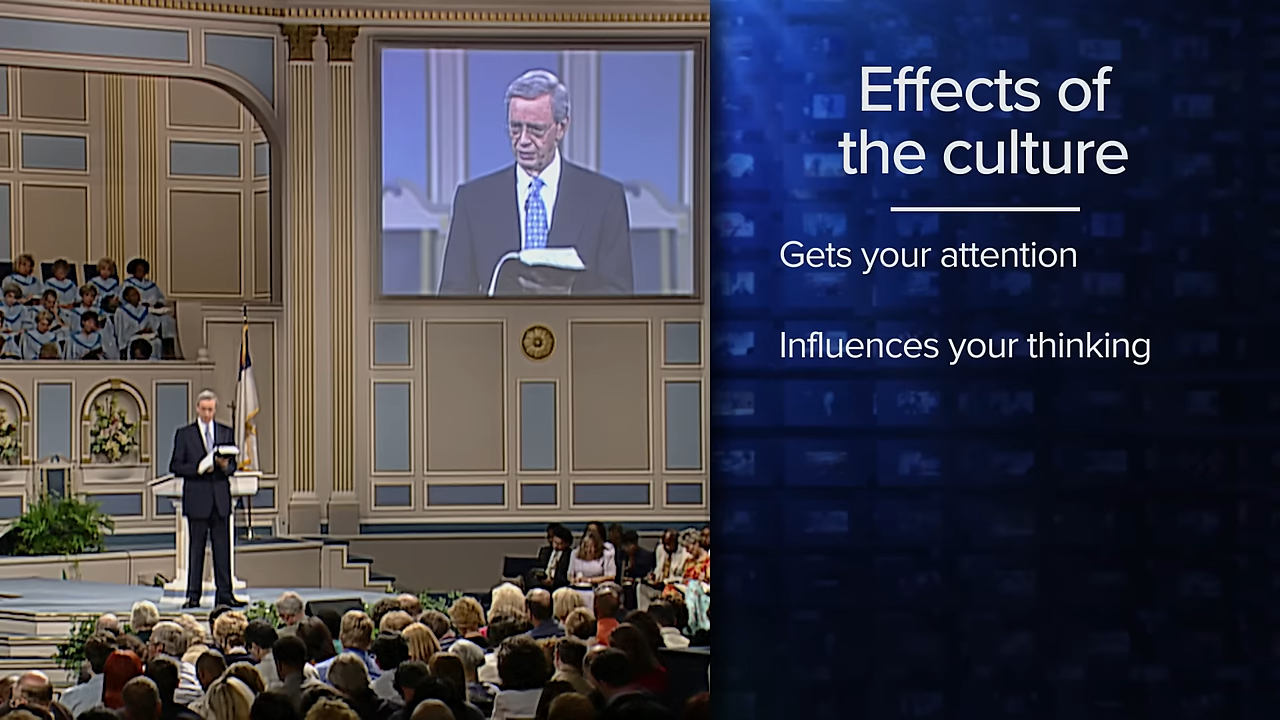 Effects of
the culture
Gets your attention
Influences your thinking